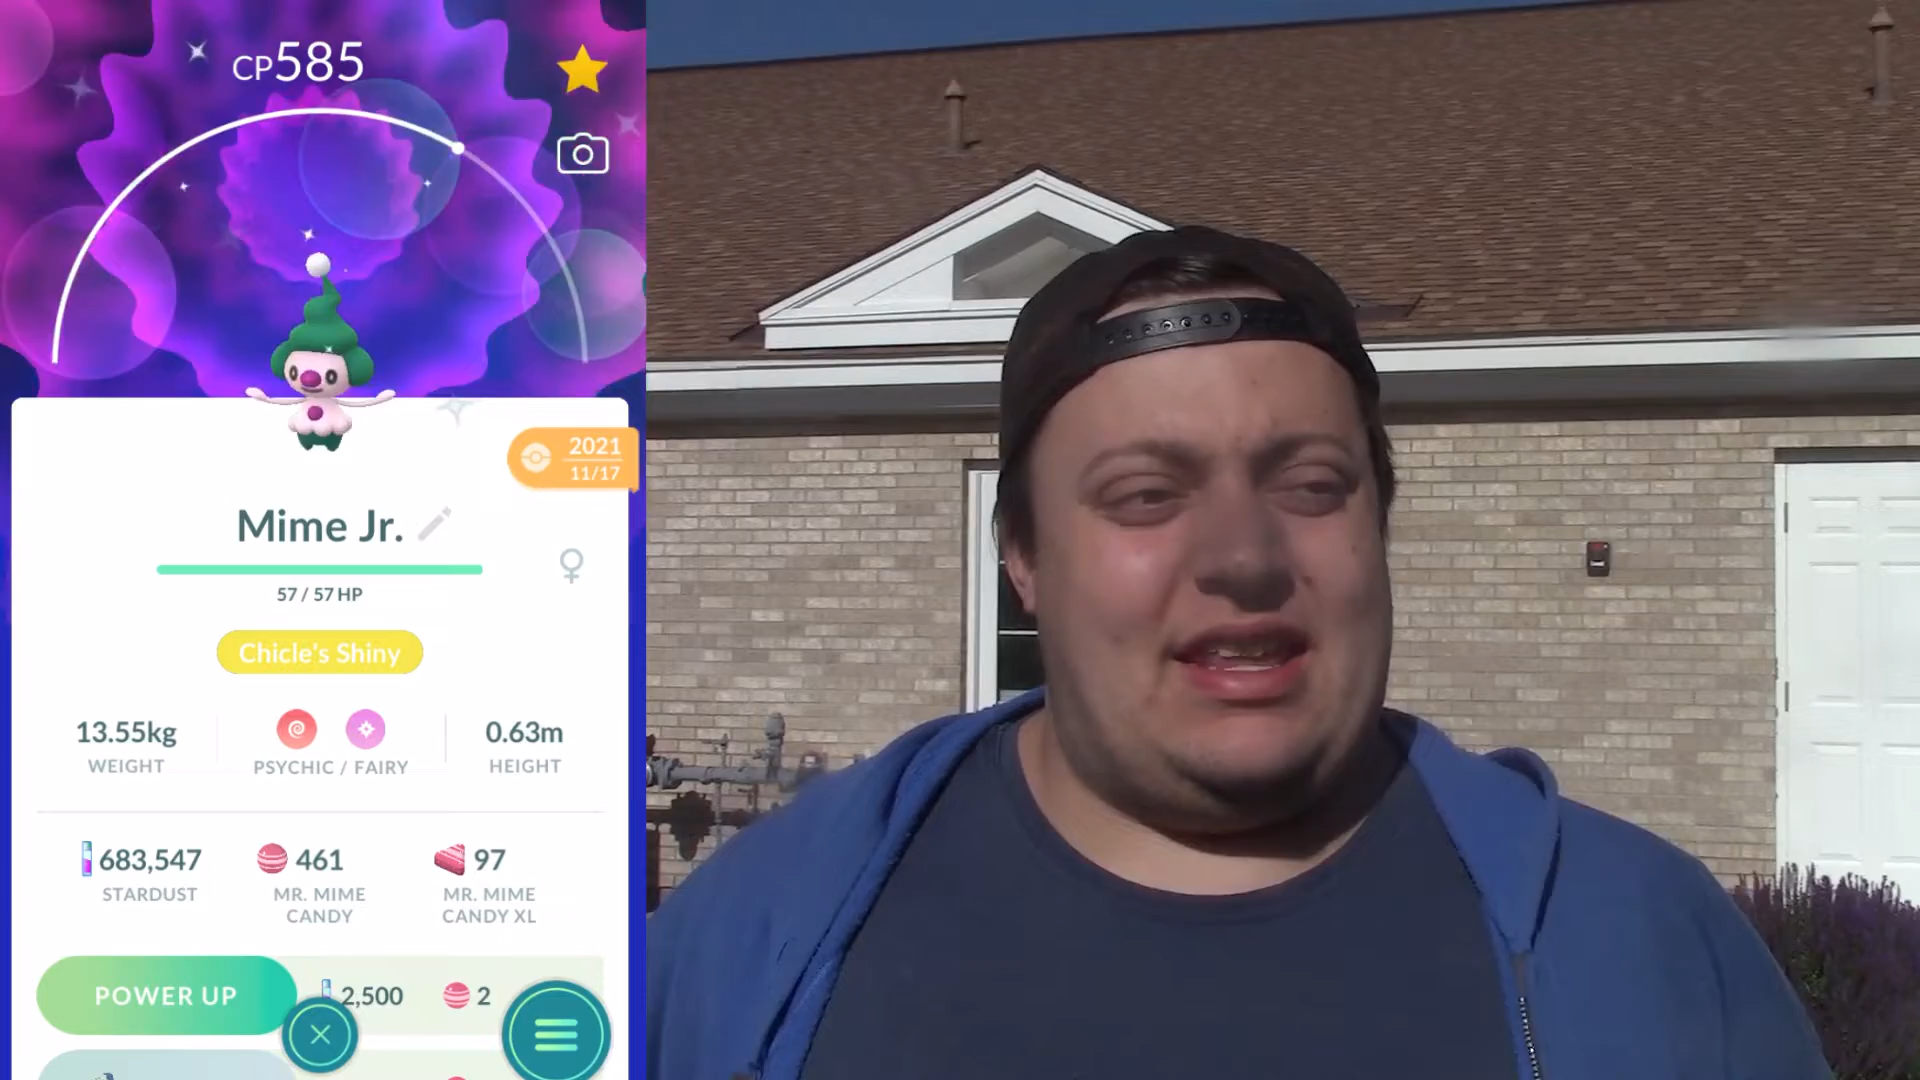 CP585
2021
11/17
Mime Jr.
57 / 57 HP
Chicle's Shiny
13.55kg
WEIGHT
PSYCHIC / FAIRY
0.63m
HEIGHT
683,547
STARDUST
461
MR. MIME
CANDY
97
MR. MIME
CANDY XL
POWER UP
2,500
2